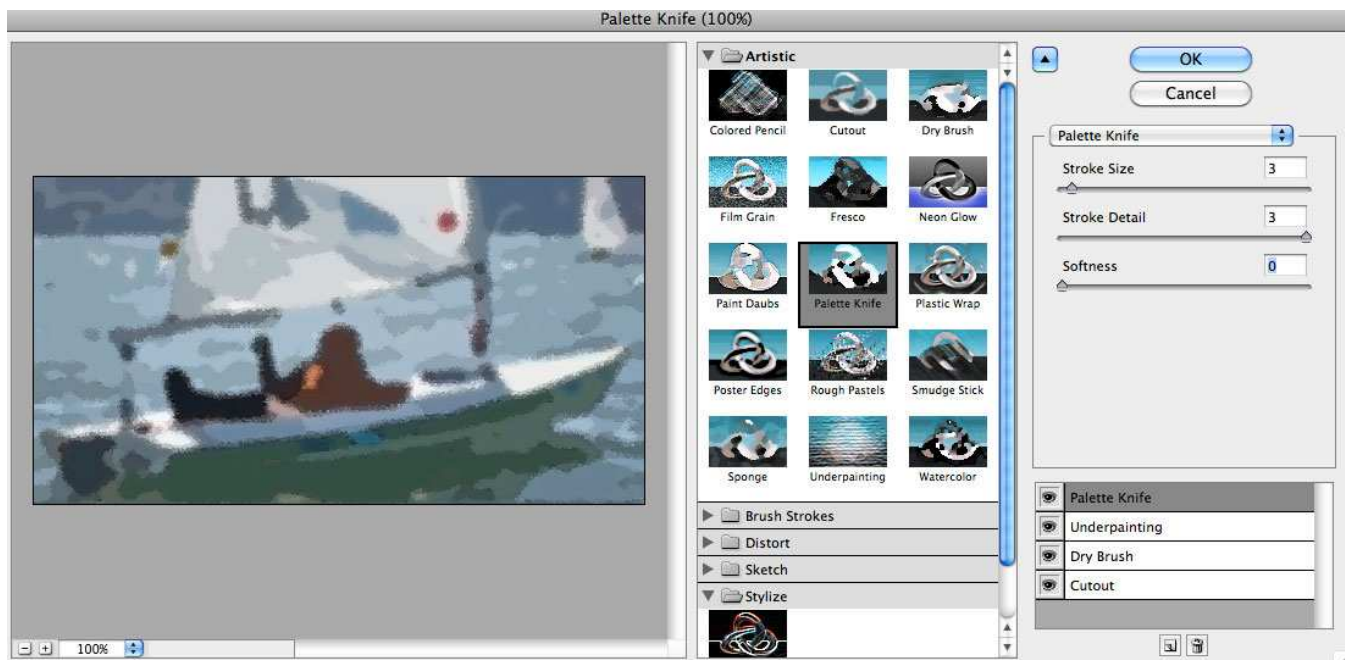 Palette Knife (100%)
Artistic
Colored Pencil
Cutout
Dry Brush
Film Grain
Fresco
Neon Glow
Paint Daubs
Palette Knife
Plastic Wrap
Poster Edges
Rough Pastels
Smudge Stick
Sponge
Underpainting
Watercolor
Brush Strokes
Distort
Sketch
Stylize
100%
OK
Cancel
Palette Knife
Stroke Size 3
Stroke Detail 3
Softness 0
Palette Knife
Underpainting
Dry Brush
Cutout